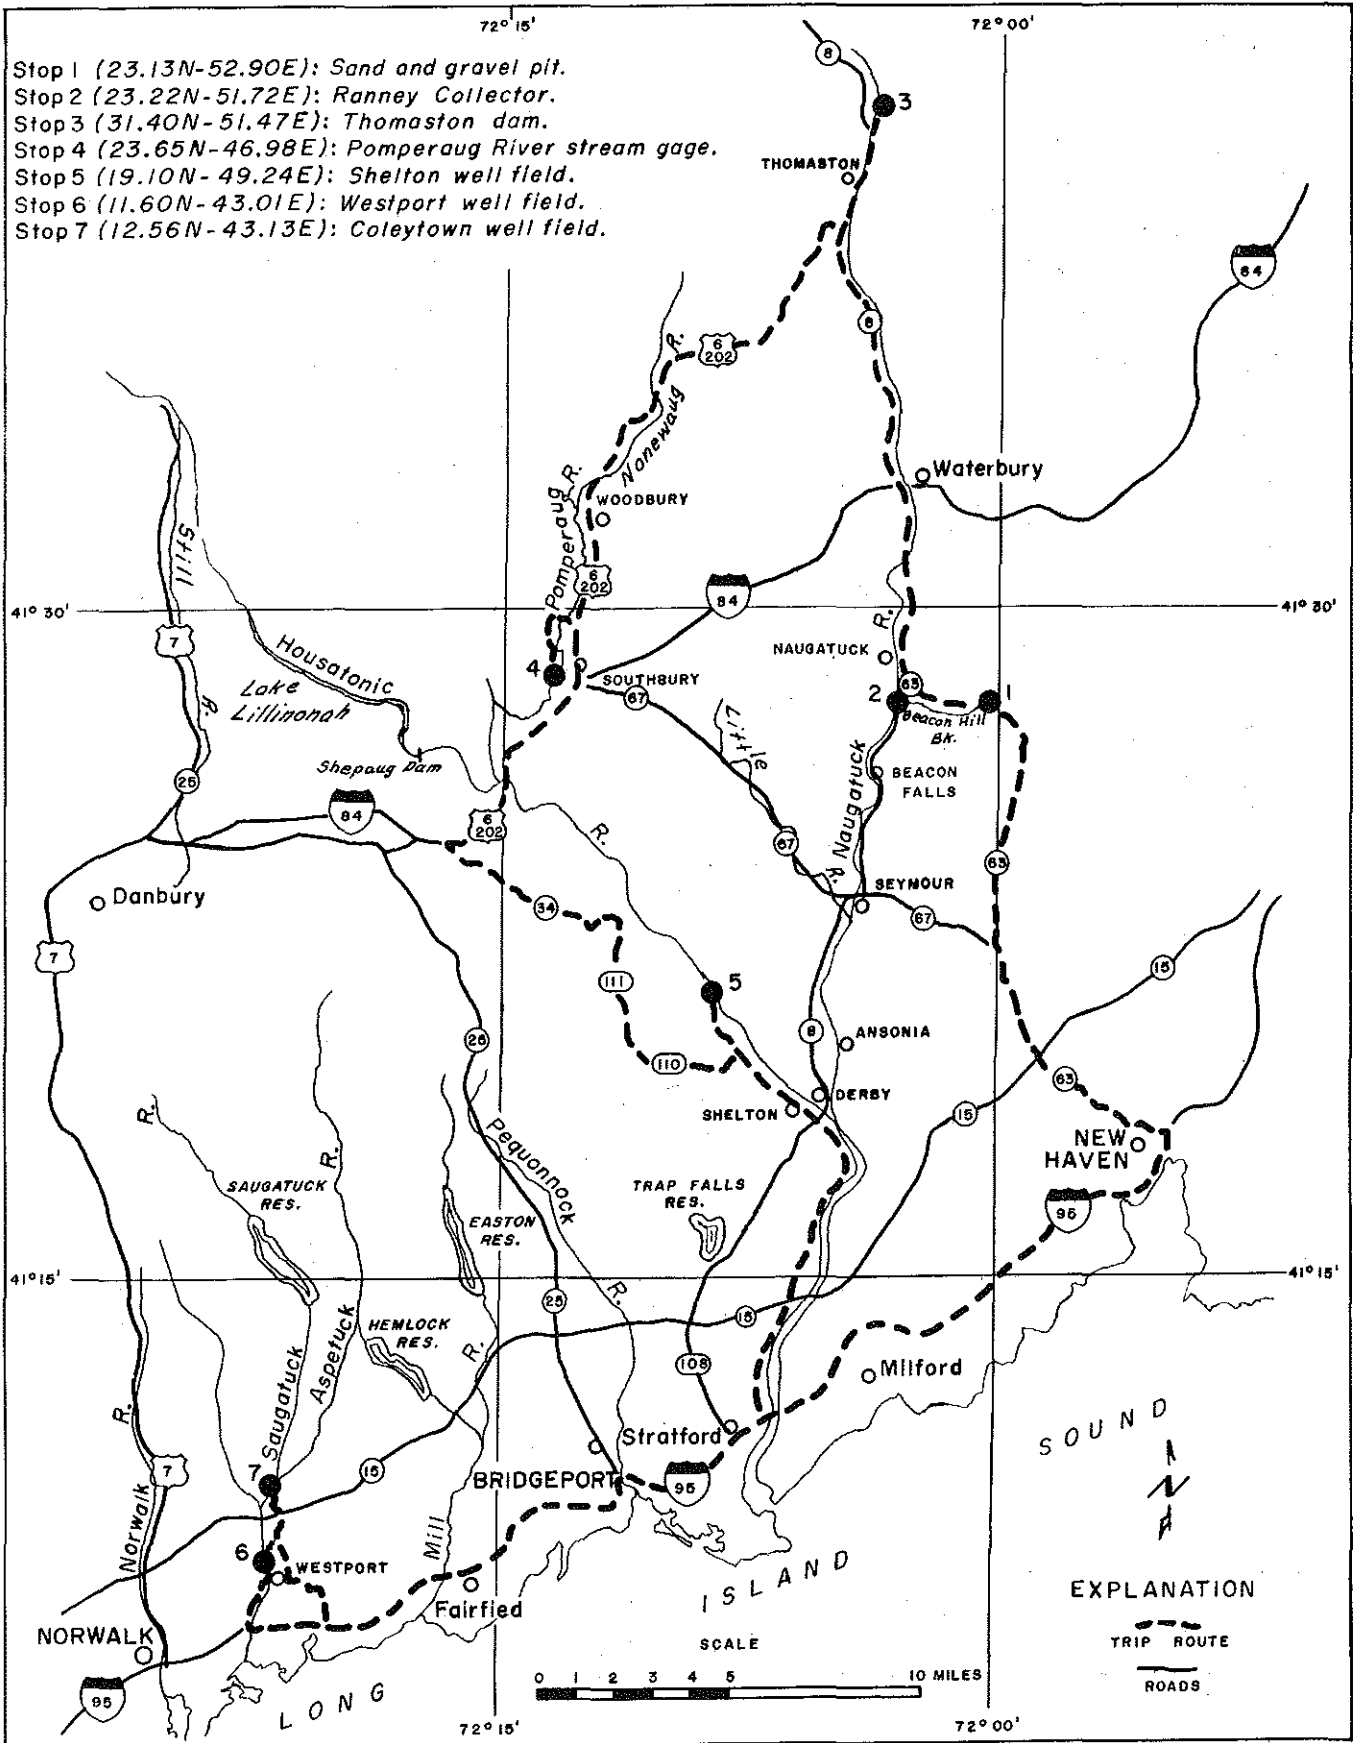 72° 15'
72° 00'
Stop 1 (23.13N-52.90E): Sand and gravel pit.
Stop 2 (23.22N-51.72E): Ranney Collector.
Stop 3 (31.40N-51.47E): Thomaston dam.
Stop 4 (23.65N-46.98E): Pomperaug River stream gage.
Stop 5 (19.10N-49.24E): Shelton well field.
Stop 6 (11.60N-43.01E): Westport well field.
Stop 7 (12.56N-43.13E): Coleytown well field.
8
3
THOMASTON
84
8
6
202
R.
Nonewaug
Waterbury
Pomperaug R.
WOODBURY
Still
R.
6
202
84
41° 30'
41° 30'
7
Housatonic
R.
NAUGATUCK
4
SOUTHBURY
67
63
2
1
Lake
Lillinonah
Beacon Hill
Bk.
Little
R.
Shepaug Dam
Naugatuck
BEACON
FALLS
25
84
6
202
R.
67
63
Danbury
SEYMOUR
34
67
7
15
111
5
25
8
ANSONIA
110
63
R.
DERBY
SHELTON
15
NEW
HAVEN
Pequonnock
R.
R.
SAUGATUCK
RES.
TRAP FALLS
RES.
EASTON
RES.
95
41° 15'
41° 15'
25
15
HEMLOCK
RES.
R.
Saugatuck
Aspetuck
108
Milford
R.
Stratford
SOUND
7
15
7
BRIDGEPORT
95
N
Norwalk
Mill
6
WESTPORT
ISLAND
EXPLANATION
Fairfied
TRIP ROUTE
NORWALK
SCALE
0 1 2 3 4 5 10 MILES
ROADS
95
LONG
72° 15'
72° 00'